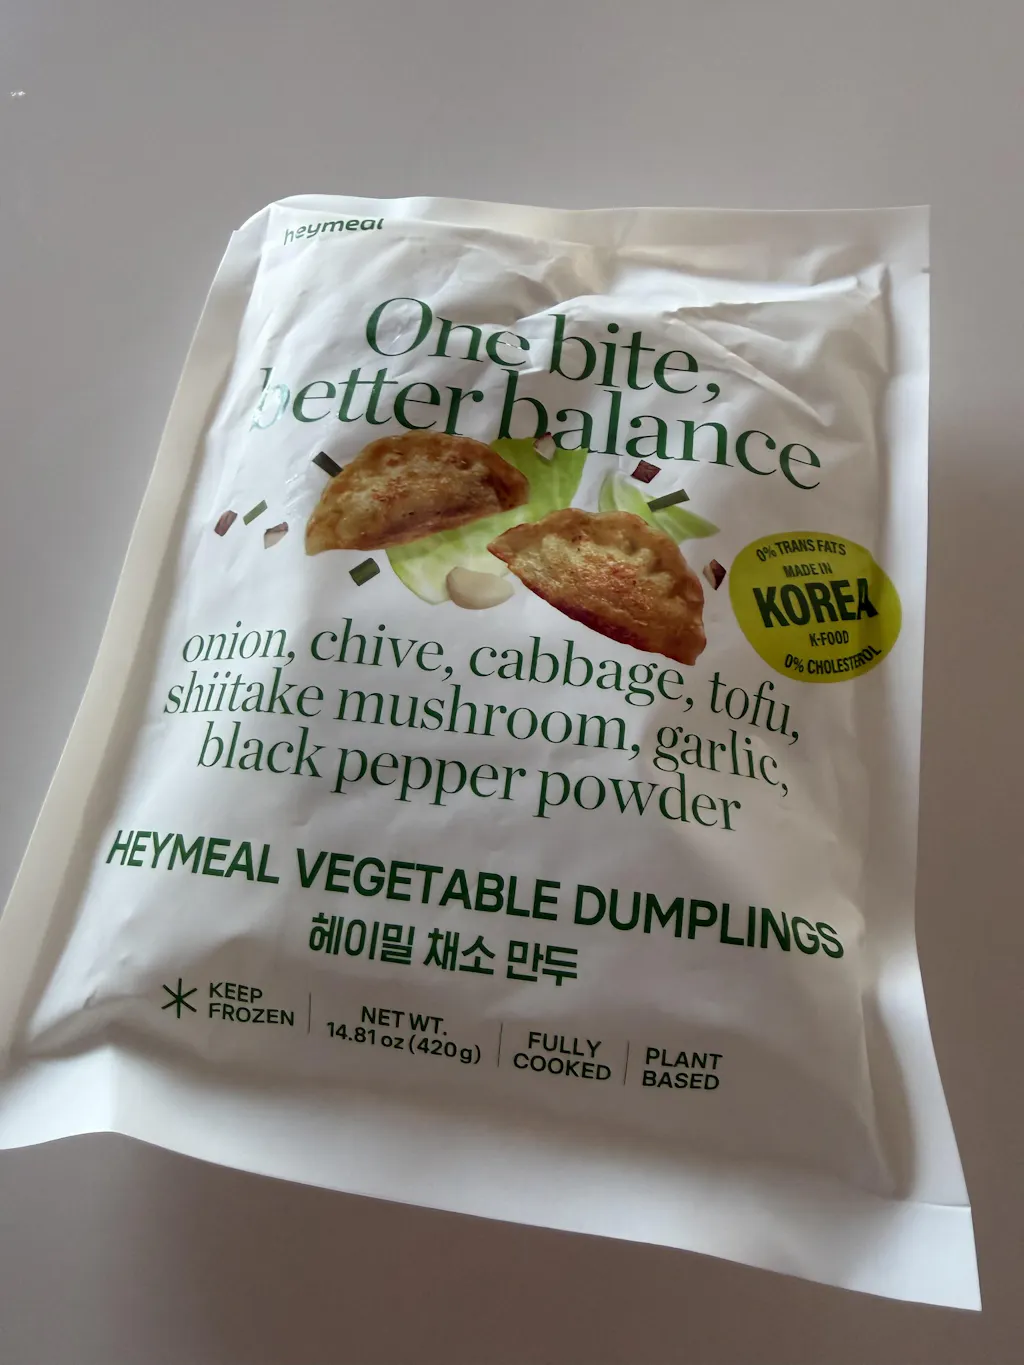 heymeal
One bite,
better balance
0% TRANS FATS
MADE IN
KOREA
K-FOOD
0% CHOLESTEROL
onion, chive, cabbage, tofu,
shiitake mushroom, garlic,
black pepper powder
HEYMEAL VEGETABLE DUMPLINGS
헤이밀 채소 만두
KEEP
FROZEN
NET WT.
14.81 oz (420g)
FULLY
COOKED
PLANT
BASED